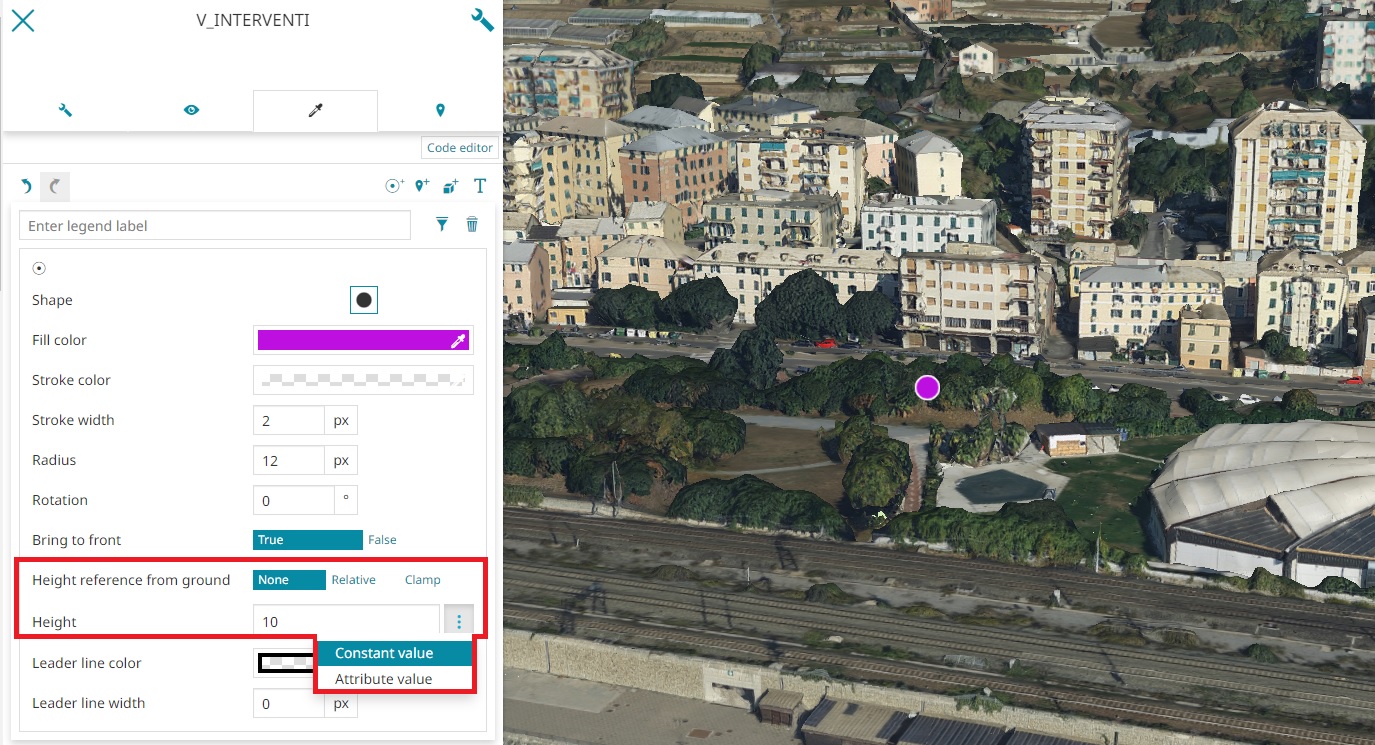 V_INTERVENTI
Code editor
T
Enter legend label
Shape
Fill color
Stroke color
Stroke width 2 px
Radius 12 px
Rotation 0 °
Bring to front True False
Height reference from ground None Relative Clamp
Height 10
Constant value
Leader line color
Attribute value
Leader line width 0 px